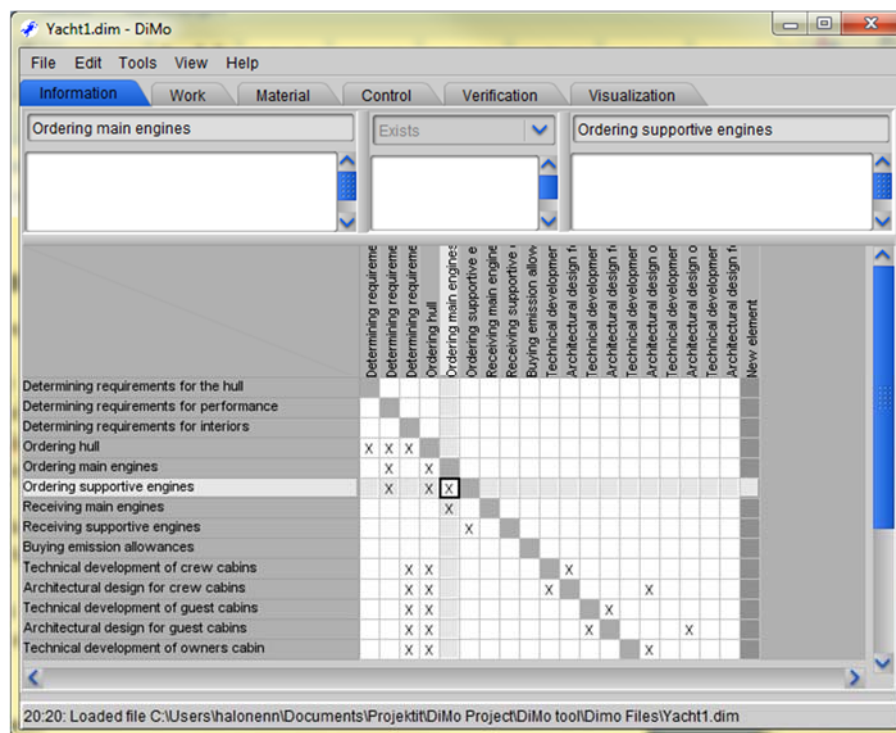 Yacht1.dim - DiMo
File Edit Tools View Help
Information Work Material Control Verification Visualization
Ordering main engines Exists Ordering supportive engines
Determining requireme
Determining requireme
Determining requireme
Ordering hull
Ordering main engines
Ordering supportive e
Receiving main engine
Receiving supportive
Buying emission allow
Technical developmer
Architectural design fo
Technical developmer
Architectural design fo
Technical developmer
Architectural design o
Technical developmer
Architectural design o
Technical developmer
Architectural design fo
New element
Determining requirements for the hull
Determining requirements for performance
Determining requirements for interiors
Ordering hull X X X
Ordering main engines X X
Ordering supportive engines X X X
Receiving main engines X
Receiving supportive engines X
Buying emission allowances
Technical development of crew cabins X X X
Architectural design for crew cabins X X X X
Technical development of guest cabins X X X
Architectural design for guest cabins X X X X
Technical development of owners cabin X X X
20:20: Loaded file C:\Users\halonenn\Documents\Projektit\DiMo Project\DiMo tool\Dimo Files\Yacht1.dim